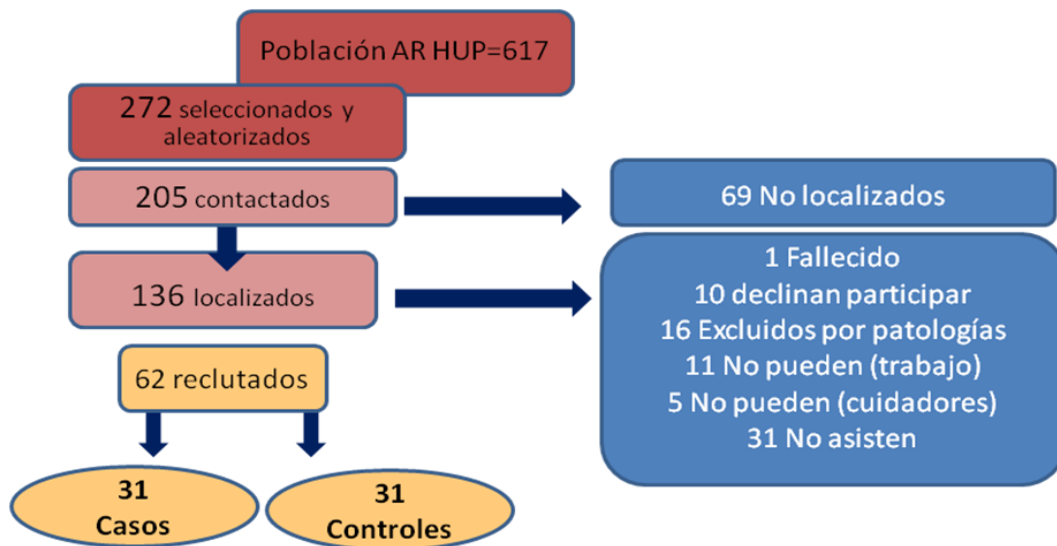 Población AR HUP=617
272 seleccionados y
aleatorizados
205 contactados
69 No localizados
136 localizados
1 Fallecido
10 declinan participar
16 Excluidos por patologías
11 No pueden (trabajo)
5 No pueden (cuidadores)
31 No asisten
62 reclutados
31
Casos
31
Controles